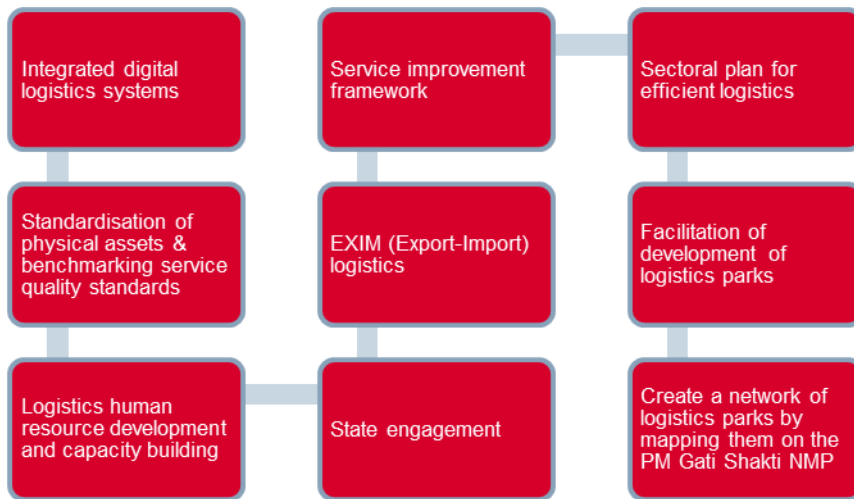 Integrated digital
logistics systems
Standardisation of
physical assets &
benchmarking service
quality standards
Logistics human
resource development
and capacity building
State engagement
EXIM (Export-Import)
logistics
Service improvement
framework
Sectoral plan for
efficient logistics
Facilitation of
development of
logistics parks
Create a network of
logistics parks by
mapping them on the
PM Gati Shakti NMP